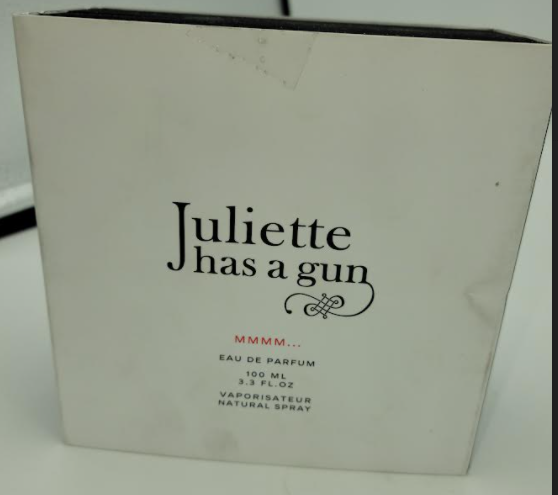 Juliette
has a gun
MMMM...
EAU DE PARFUM
100 ML
3.3 FL.OZ
VAPORISATEUR
NATURAL SPRAY